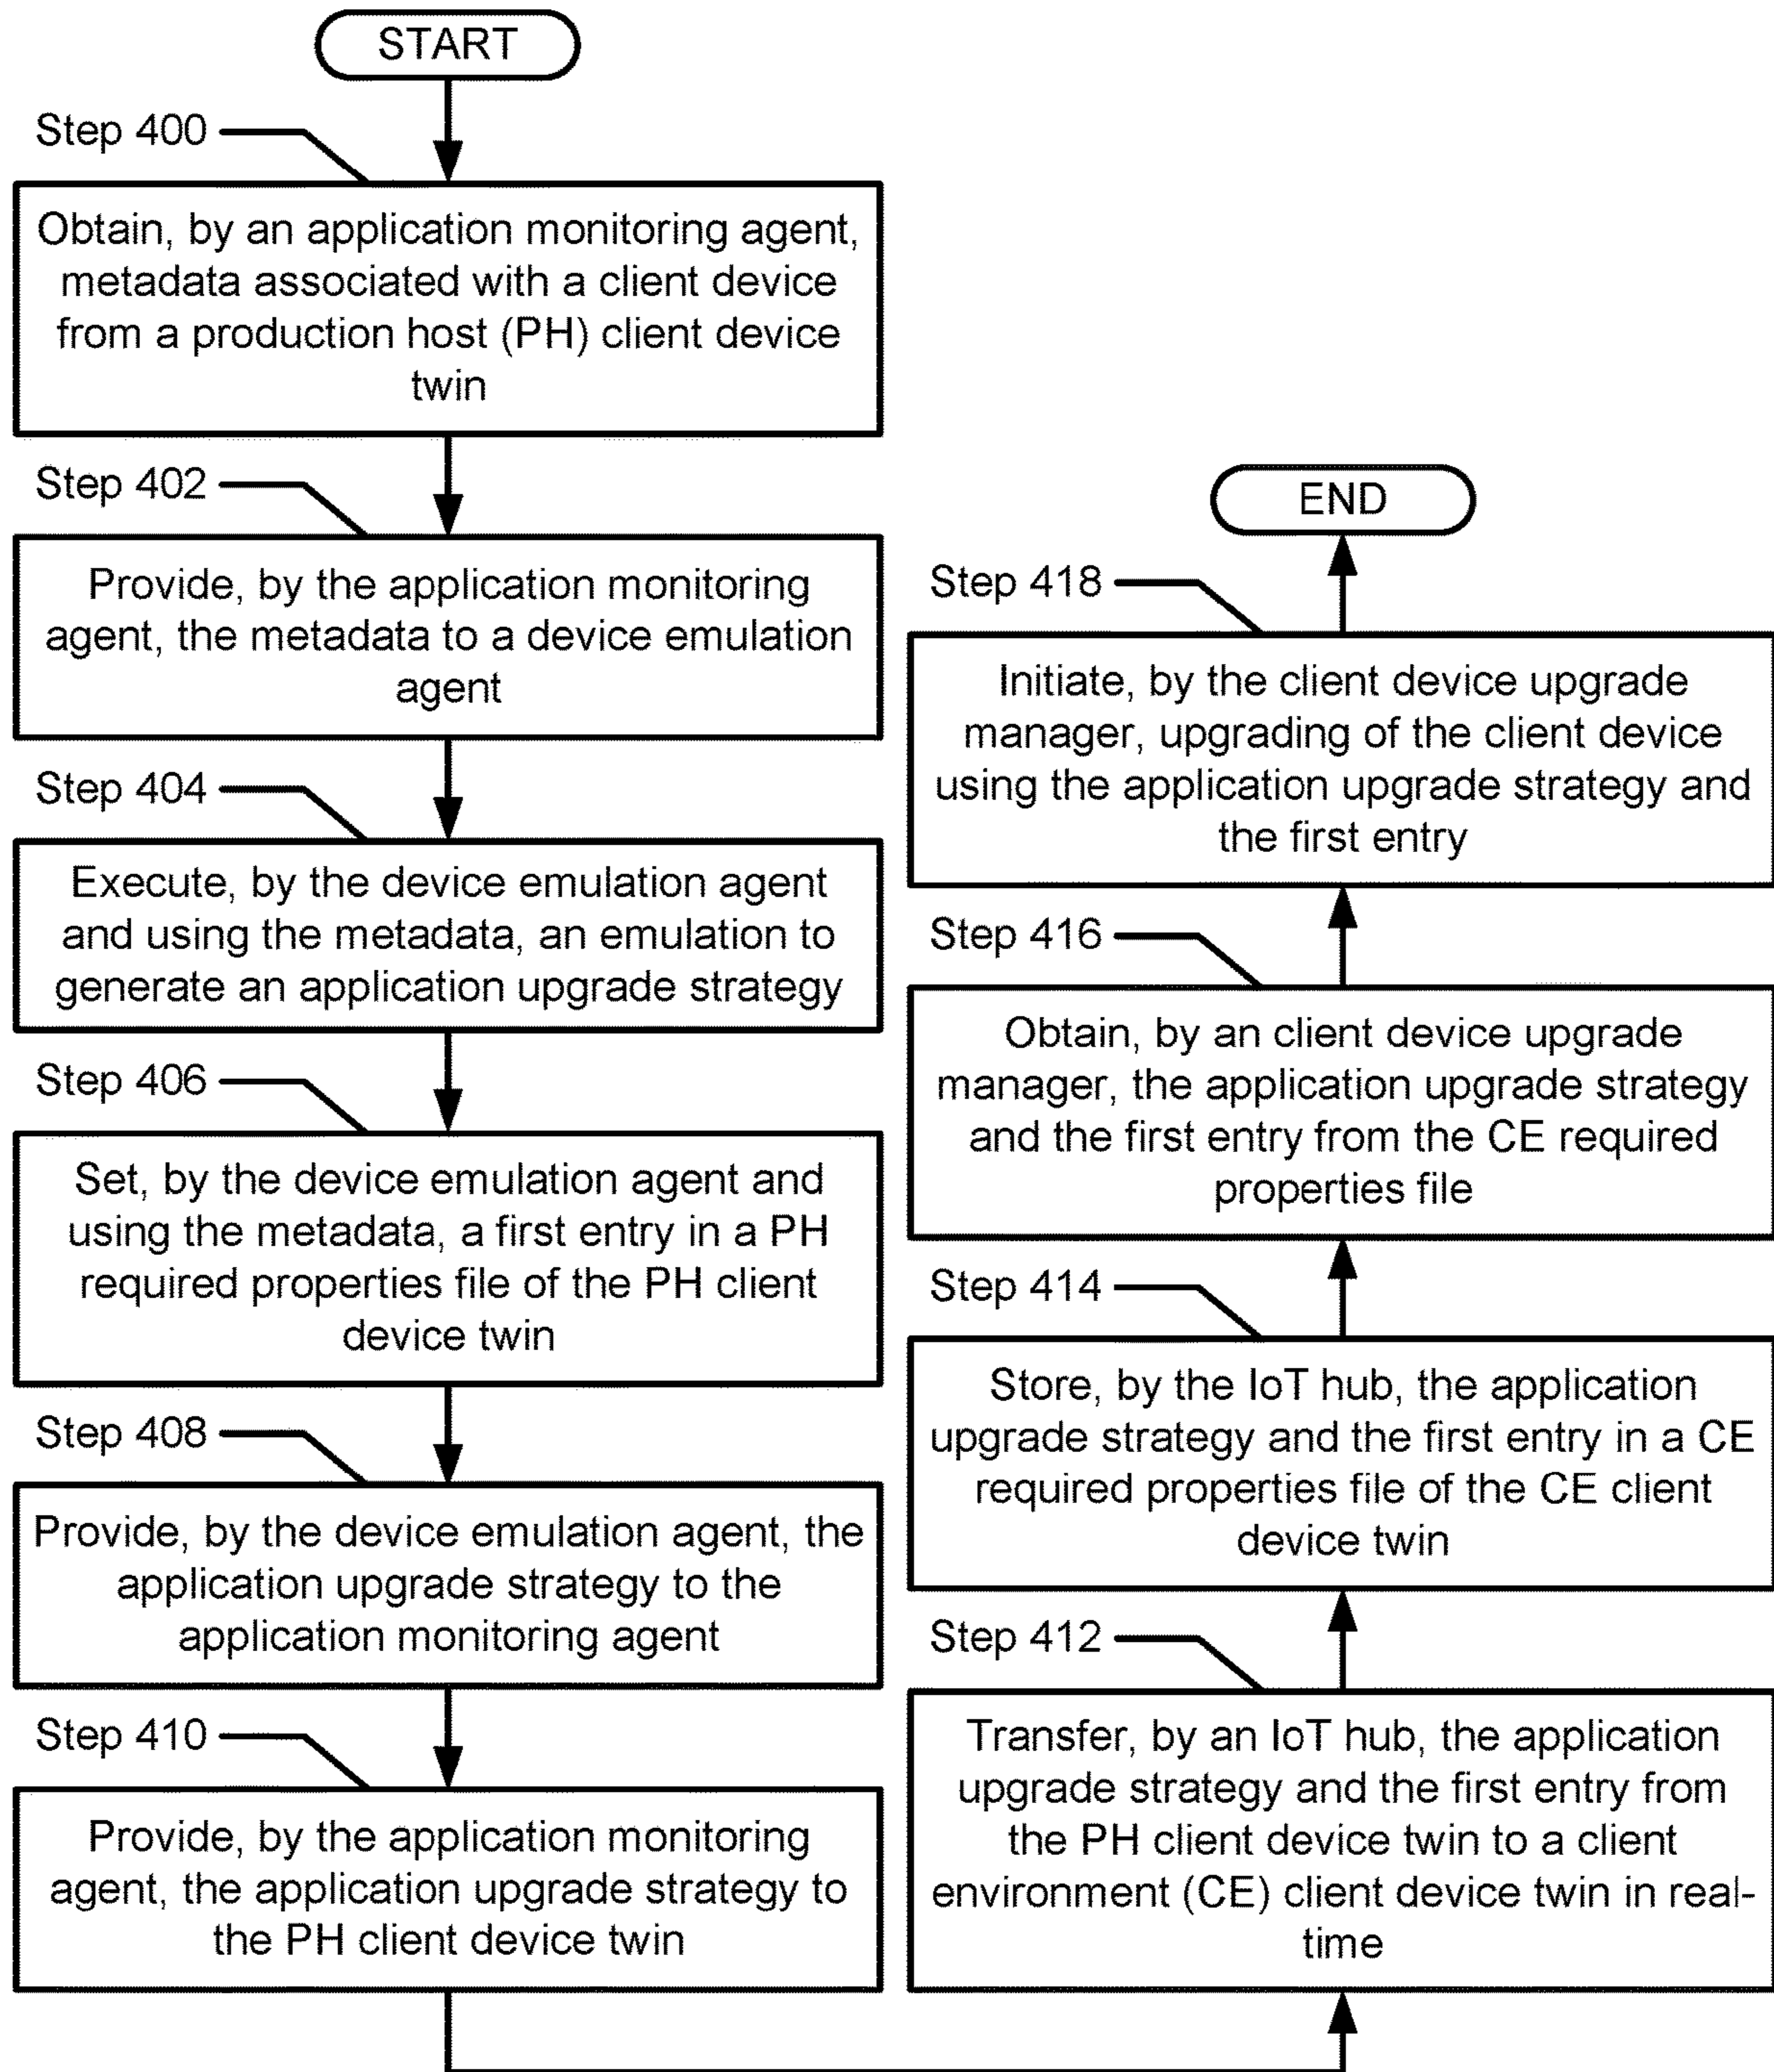 START
Step 400
Obtain, by an application monitoring agent,
metadata associated with a client device
from a production host (PH) client device
twin
Step 402
Provide, by the application monitoring
agent, the metadata to a device emulation
agent
Step 404
Execute, by the device emulation agent
and using the metadata, an emulation to
generate an application upgrade strategy
Step 406
Set, by the device emulation agent and
using the metadata, a first entry in a PH
required properties file of the PH client
device twin
Step 408
Provide, by the device emulation agent, the
application upgrade strategy to the
application monitoring agent
Step 410
Provide, by the application monitoring
agent, the application upgrade strategy to
the PH client device twin
Step 412
Transfer, by an IoT hub, the application
upgrade strategy and the first entry from
the PH client device twin to a client
environment (CE) client device twin in real-
time
Step 414
Store, by the IoT hub, the application
upgrade strategy and the first entry in a CE
required properties file of the CE client
device twin
Step 416
Obtain, by an client device upgrade
manager, the application upgrade strategy
and the first entry from the CE required
properties file
Step 418
Initiate, by the client device upgrade
manager, upgrading of the client device
using the application upgrade strategy and
the first entry
END